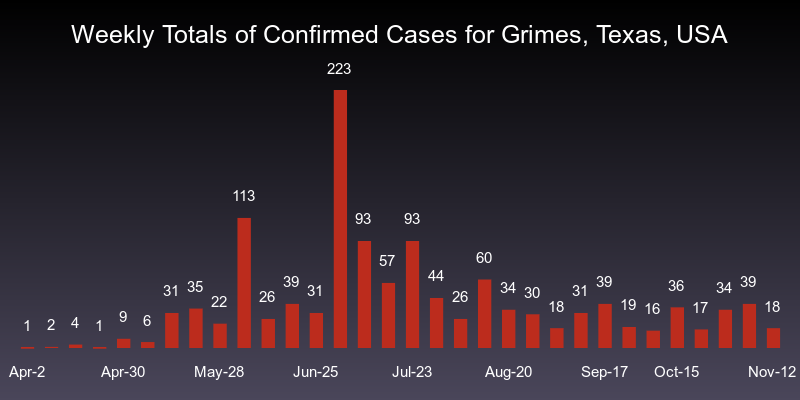 Weekly Totals of Confirmed Cases for Grimes, Texas, USA
1 2 4 1 9 6 31 35 22 113 26 39 31 223 93 57 93 44 26 60 34 30 18 31 39 19 16 36 17 34 39 18
Apr-2 Apr-30 May-28 Jun-25 Jul-23 Aug-20 Sep-17 Oct-15 Nov-12